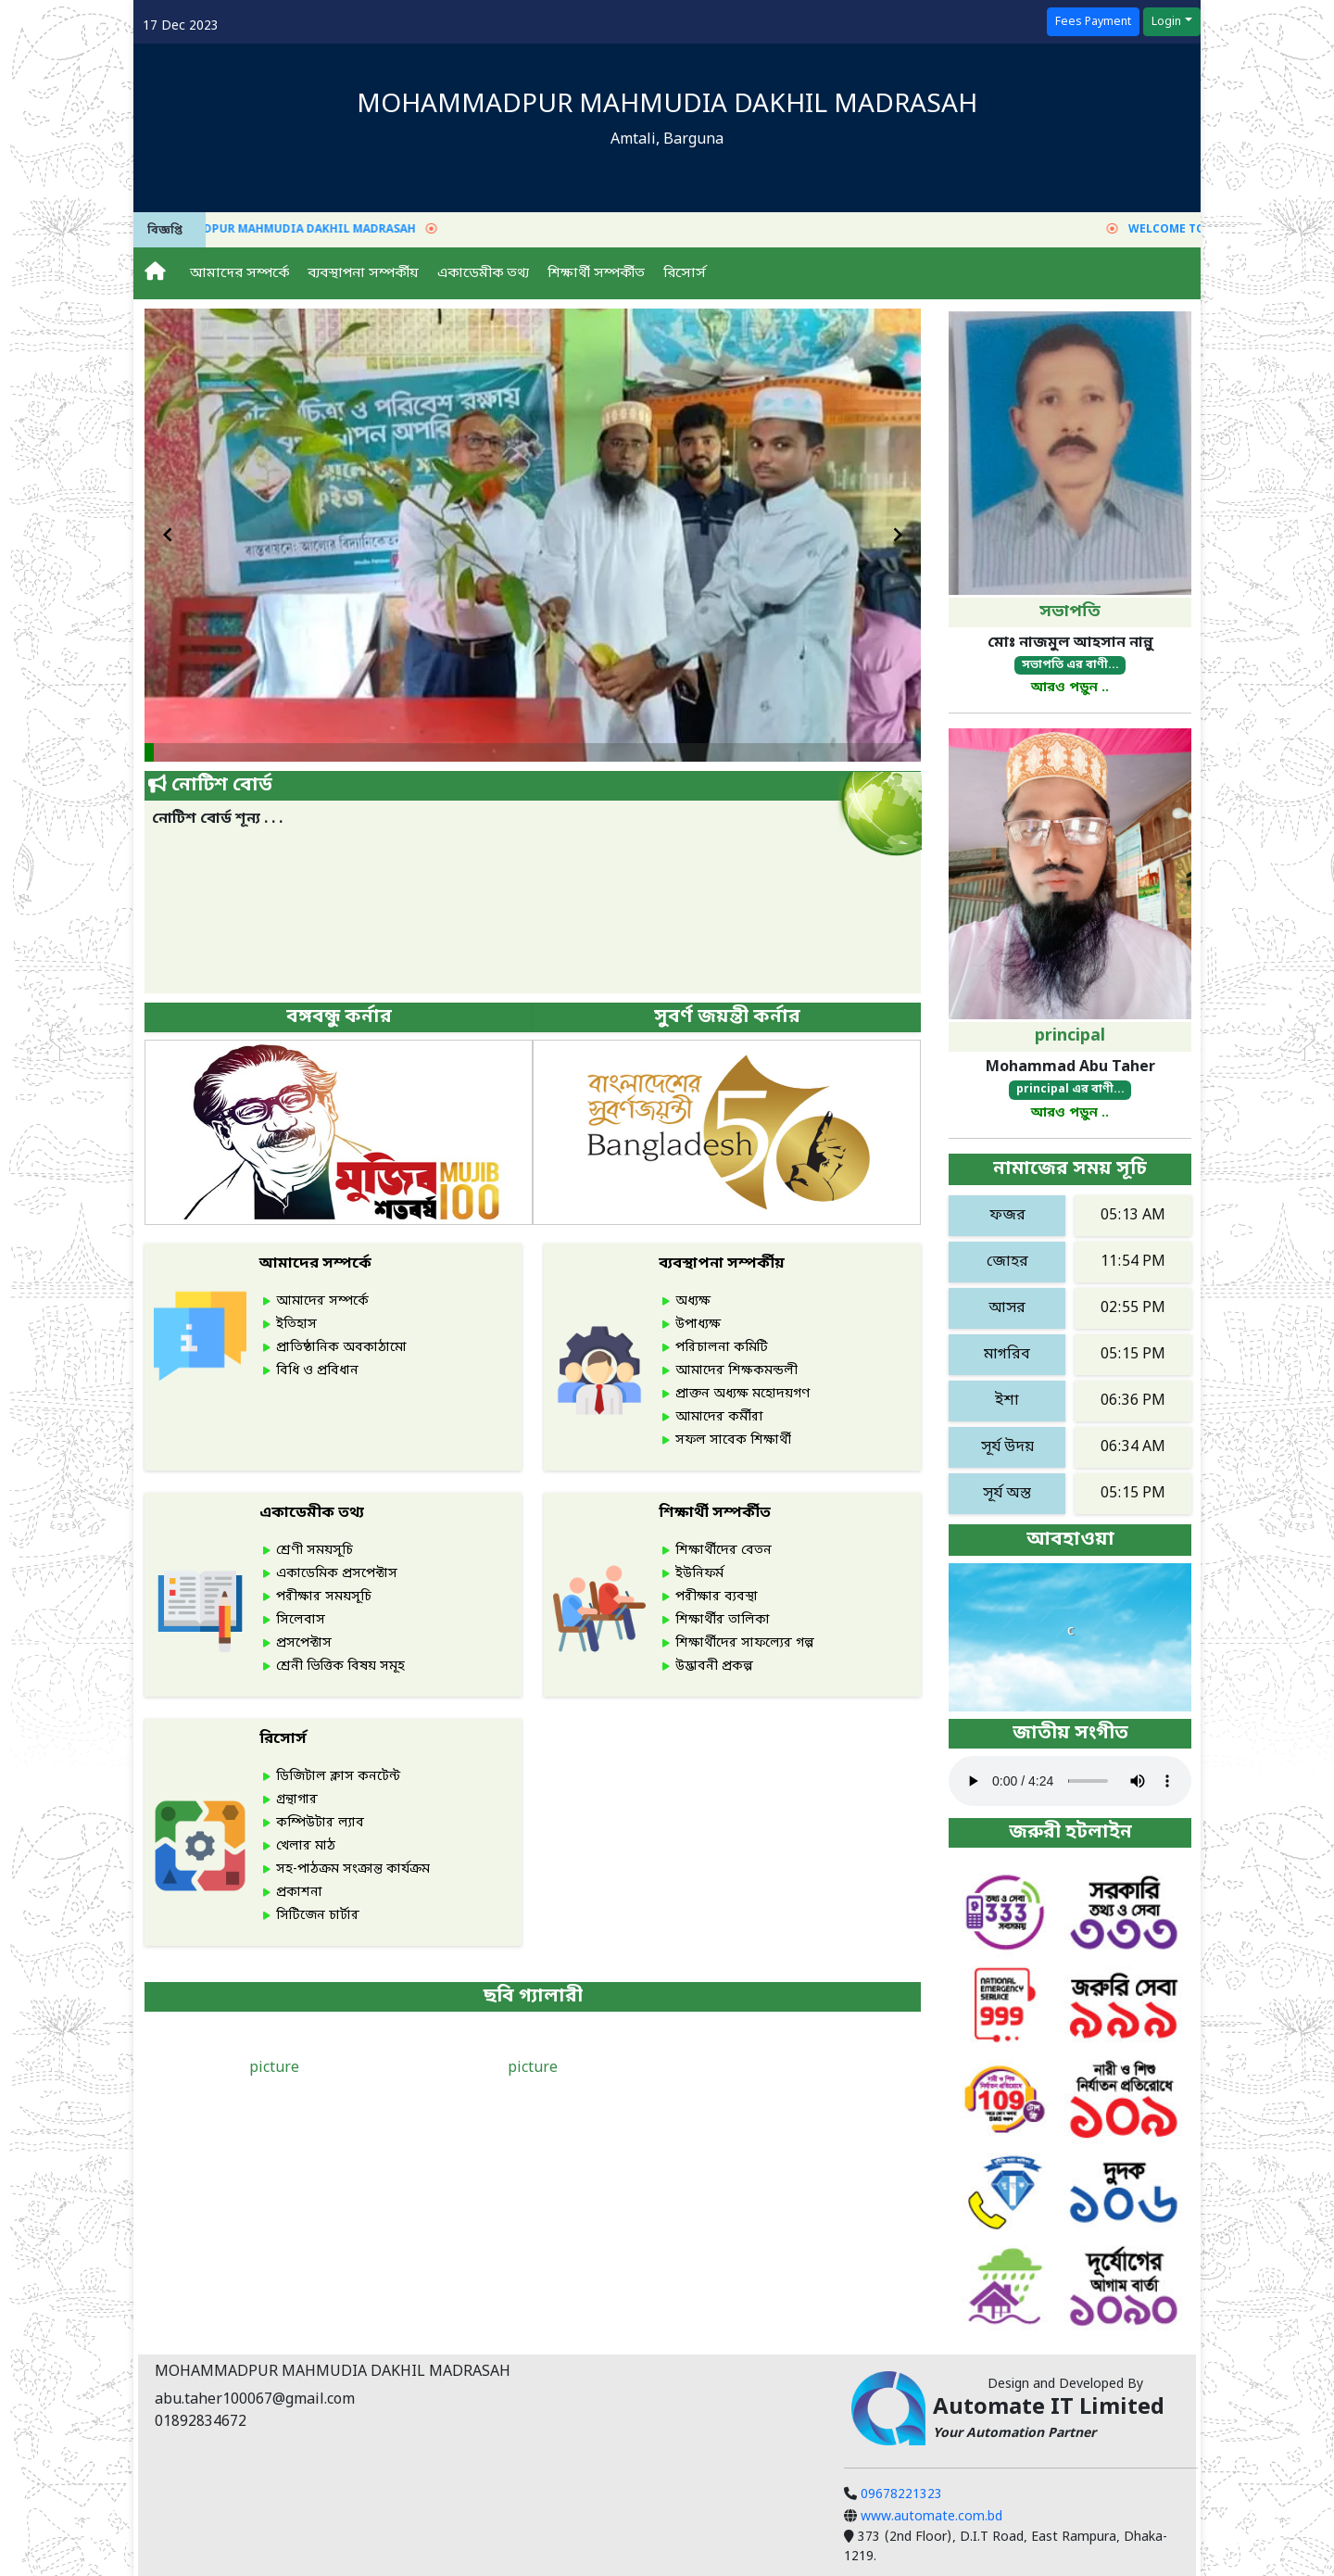 17 Dec 2023
Fees Payment
Login
MOHAMMADPUR MAHMUDIA DAKHIL MADRASAH
Amtali, Barguna
বিজ্ঞপ্তি
DPUR MAHMUDIA DAKHIL MADRASAH
WELCOME TO
আমাদের সম্পর্কে ব্যবস্থাপনা সম্পর্কীয় একাডেমীক তথ্য শিক্ষার্থী সম্পর্কীত রিসোর্স
চিত্র্য ও পরিবেশ রক্ষায়
সভাপতি
মোঃ নাজমুল আহসান নান্নু
সভাপতি এর বাণী...
আরও পড়ুন ..
নোটিশ বোর্ড
নোটিশ বোর্ড শূন্য . . .
principal
Mohammad Abu Taher
principal এর বাণী...
আরও পড়ুন ..
বঙ্গবন্ধু কর্নার
সুবর্ণ জয়ন্তী কর্নার
মুজিব
শতবর্ষ
MUJIB
100
বাংলাদেশের
সুবর্ণজয়ন্তী
Bangladesh
50
নামাজের সময় সূচি
ফজর 05:13 AM
জোহর 11:54 PM
আসর 02:55 PM
মাগরিব 05:15 PM
ইশা 06:36 PM
সূর্য উদয় 06:34 AM
সূর্য অস্ত 05:15 PM
আমাদের সম্পর্কে
আমাদের সম্পর্কে
ইতিহাস
প্রাতিষ্ঠানিক অবকাঠামো
বিধি ও প্রবিধান
ব্যবস্থাপনা সম্পর্কীয়
অধ্যক্ষ
উপাধ্যক্ষ
পরিচালনা কমিটি
আমাদের শিক্ষকমন্ডলী
প্রাক্তন অধ্যক্ষ মহোদয়গণ
আমাদের কর্মীরা
সফল সাবেক শিক্ষার্থী
একাডেমীক তথ্য
শ্রেণী সময়সূচি
একাডেমিক প্রসপেক্টাস
পরীক্ষার সময়সূচি
সিলেবাস
প্রসপেক্টাস
শ্রেনী ভিত্তিক বিষয় সমূহ
শিক্ষার্থী সম্পর্কীত
শিক্ষার্থীদের বেতন
ইউনিফর্ম
পরীক্ষার ব্যবস্থা
শিক্ষার্থীর তালিকা
শিক্ষার্থীদের সাফল্যের গল্প
উদ্ভাবনী প্রকল্প
রিসোর্স
ডিজিটাল ক্লাস কনটেন্ট
গ্রন্থাগার
কম্পিউটার ল্যাব
খেলার মাঠ
সহ-পাঠক্রম সংক্রান্ত কার্যক্রম
প্রকাশনা
সিটিজেন চার্টার
আবহাওয়া
জাতীয় সংগীত
0:00 / 4:24
জরুরী হটলাইন
তথ্য ও সেবা
333
সবসময়
সরকারি
তথ্য ও সেবা
৩৩৩
NATIONAL
EMERGENCY
SERVICE
999
জরুরি সেবা
৯৯৯
নারী ও শিশু
নির্যাতন প্রতিরোধে
109
নারী ও শিশু
নির্যাতন প্রতিরোধে
১০৯
দুদক
১০৬
দূর্যোগের
আগাম বার্তা
১০৯০
ছবি গ্যালারী
picture
picture
MOHAMMADPUR MAHMUDIA DAKHIL MADRASAH
abu.taher100067@gmail.com
01892834672
Design and Developed By
Automate IT Limited
Your Automation Partner
09678221323
www.automate.com.bd
373 (2nd Floor), D.I.T Road, East Rampura, Dhaka-
1219.